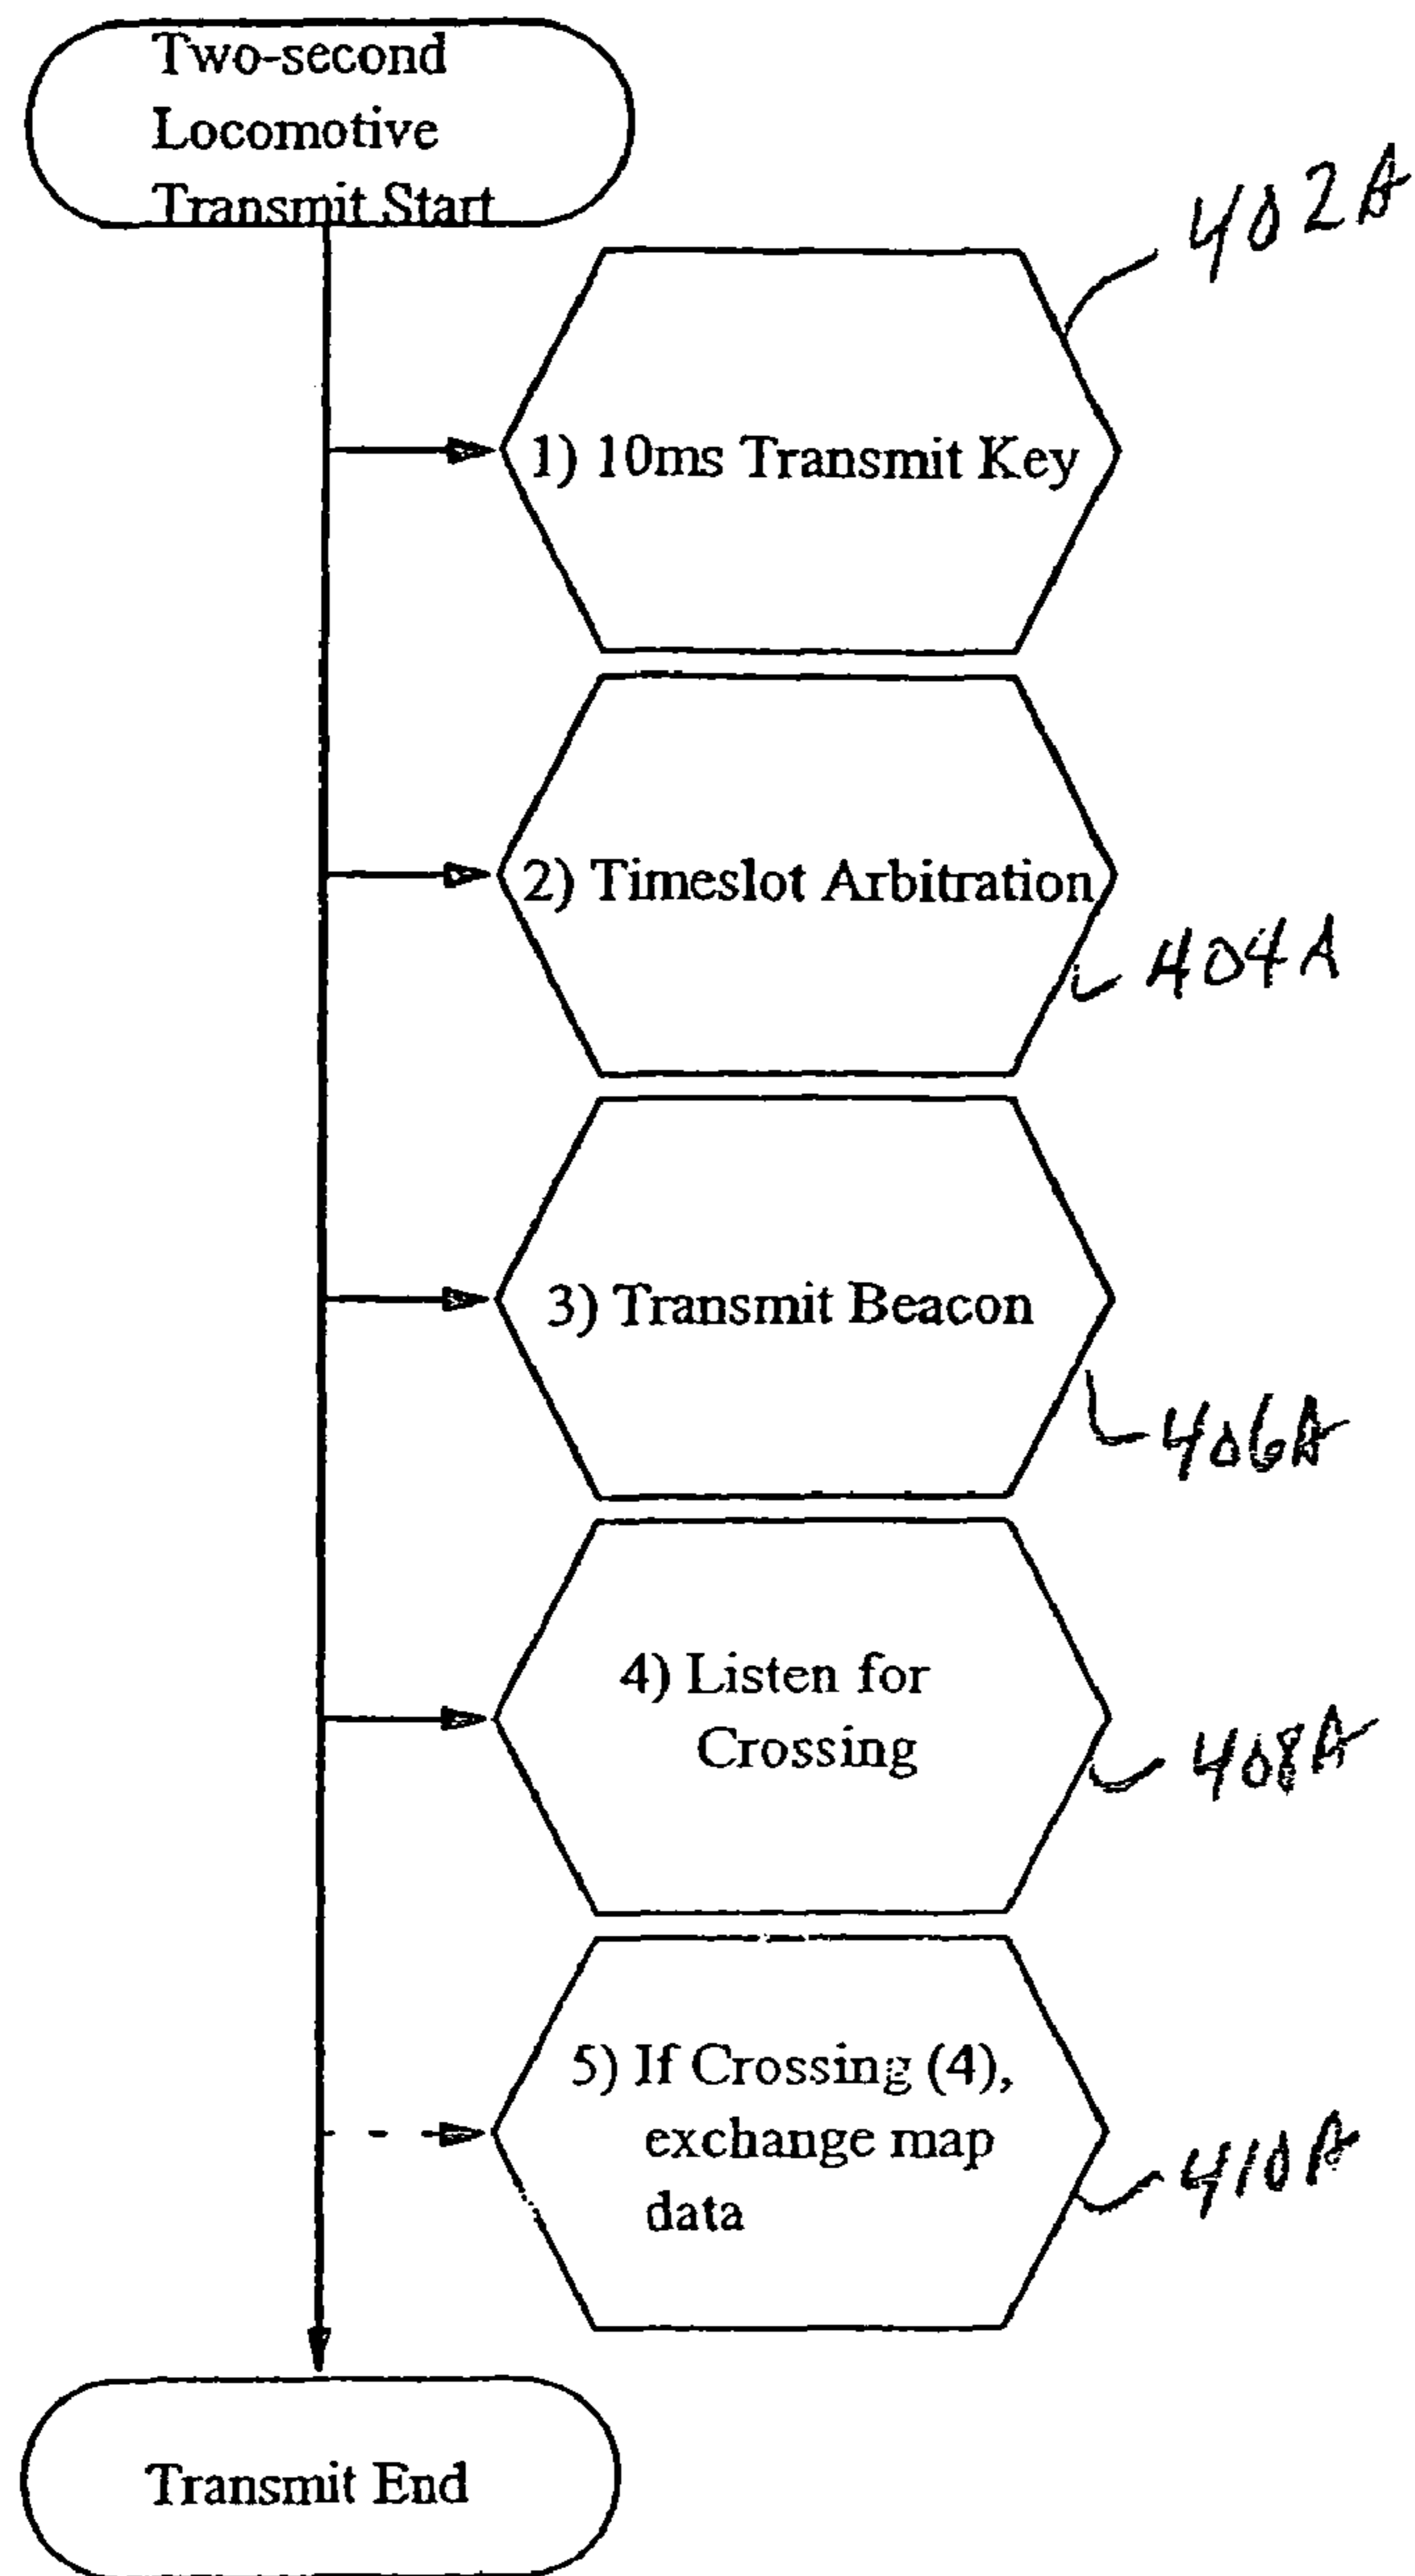 Two-second
Locomotive
Transmit Start
402A
1) 10ms Transmit Key
2) Timeslot Arbitration
404A
3) Transmit Beacon
406A
4) Listen for
Crossing
408A
5) If Crossing (4),
exchange map
data
410A
Transmit End